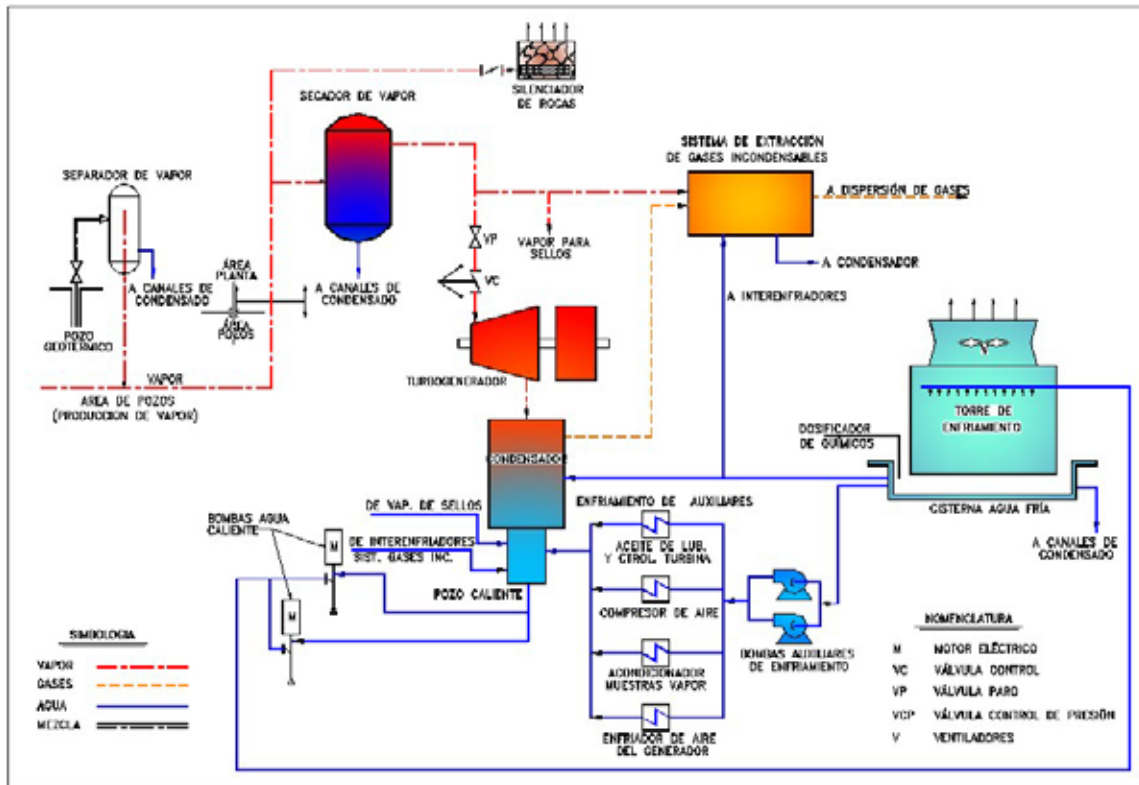 SILENCIADOR
DE ROCAS
SECADOR DE VAPOR
SISTEMA DE EXTRACCIÓN
DE GASES INCONDENSABLES
SEPARADOR DE VAPOR
A DISPERSIÓN DE GASES
VP
VAPOR PARA
SELLOS
A CONDENSADOR
ÁREA
PLANTA
VC
A CANALES DE
CONDENSADO
A CANALES DE
CONDENSADO
A INTERENFRIADORES
ÁREA
POZOS
POZO
GEOTÉRMICO
V
VAPOR
TURBOGENERADOR
AREA DE POZOS
(PRODUCCION DE VAPOR)
TORRE DE
ENFRIAMIENTO
DOSIFICADOR
DE QUÍMICOS
CONDENSADOR
DE VAP. DE SELLOS
ENFRIAMIENTO DE AUXILIARES
CISTERNA AGUA FRÍA
BOMBAS AGUA
CALIENTE
M
DE INTERENFRIADORES
SIST. GASES INC.
ACEITE DE LUB.
Y CTROL. TURBINA
A CANALES DE
CONDENSADO
POZO CALIENTE
M
COMPRESOR DE AIRE
SIMBOLOGIA
NOMENCLATURA
BOMBAS AUXILIARES
DE ENFRIAMIENTO
M MOTOR ELÉCTRICO
VAPOR
ACONDICIONADOR
MUESTRAS VAPOR
VC VÁLVULA CONTROL
GASES
VP VÁLVULA PARO
AGUA
VCP VÁLVULA CONTROL DE PRESIÓN
MEZCLA
ENFRIADOR DE AIRE
DEL GENERADOR
V VENTILADORES